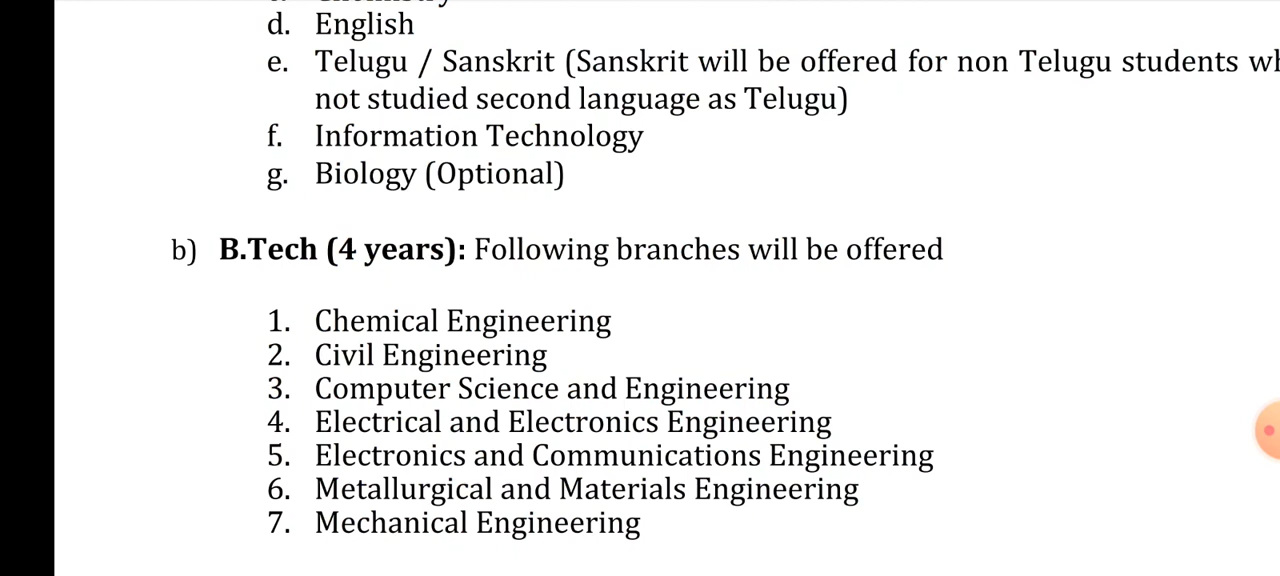 d. English
e. Telugu / Sanskrit (Sanskrit will be offered for non Telugu students
not studied second language as Telugu)
f. Information Technology
g. Biology (Optional)
b) B.Tech (4 years): Following branches will be offered
1. Chemical Engineering
2. Civil Engineering
3. Computer Science and Engineering
4. Electrical and Electronics Engineering
5. Electronics and Communications Engineering
6. Metallurgical and Materials Engineering
7. Mechanical Engineering